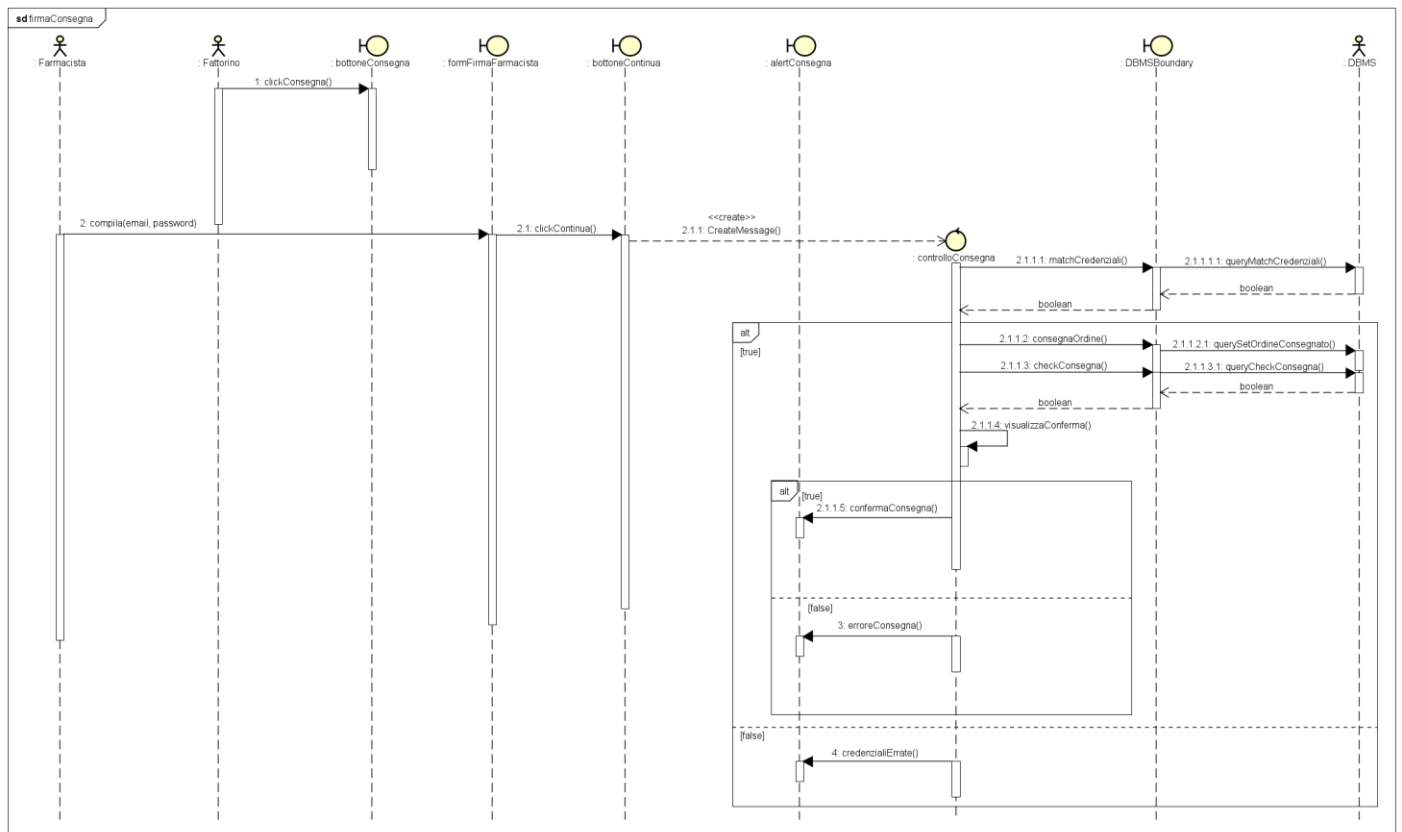 sd firmaConsegna
: Farmacista
: Fattorino
: bottoneConsegna
: formFirmaFarmacista
: bottoneContinua
: alertConsegna
: DBMSBoundary
: DBMS
1: clickConsegna()
2: compila(email, password)
2.1: clickContinua()
<<create>>
2.1.1: CreateMessage()
: controlloConsegna
2.1.1.1: matchCredenziali()
2.1.1.1.1: queryMatchCredenziali()
boolean
boolean
alt
[true]
2.1.1.2: consegnaOrdine()
2.1.1.2.1: querySetOrdineConsegnato()
2.1.1.3: checkConsegna()
2.1.1.3.1: queryCheckConsegna()
boolean
boolean
2.1.1.4: visualizzaConferma()
alt
[true]
2.1.1.5: confermaConsegna()
[false]
3: erroreConsegna()
[false]
4: credenzialiErrate()